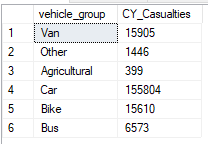 vehicle_group CY_Casualties
1 Van 15905
2 Other 1446
3 Agricultural 399
4 Car 155804
5 Bike 15610
6 Bus 6573